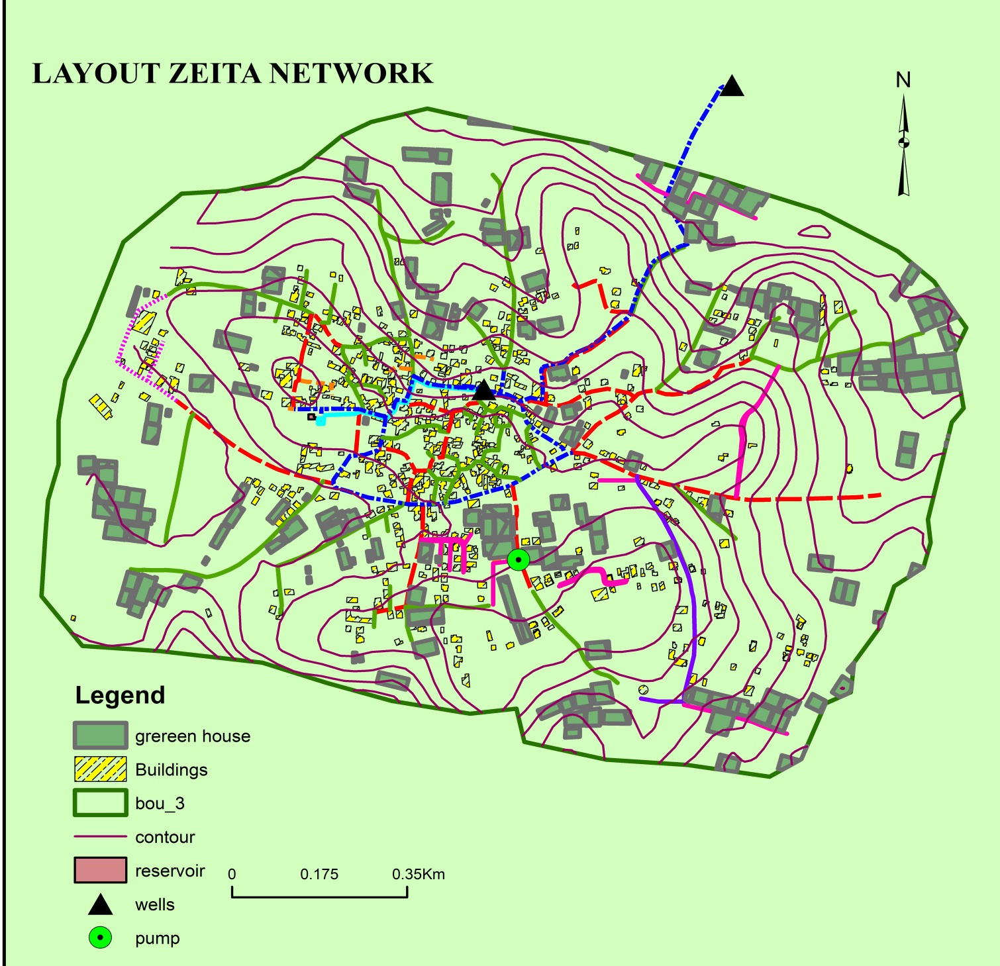 LAYOUT ZEITA NETWORK
N
Legend
grereen house
Buildings
bou_3
contour
reservoir
0 0.175 0.35Km
wells
pump